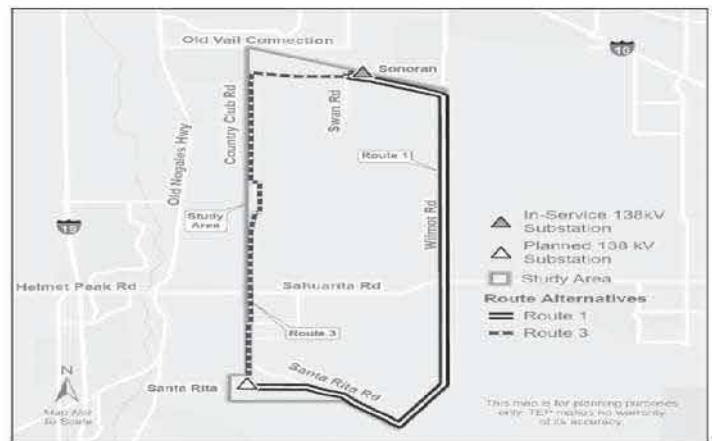 Old Vail Connection
10
Sonoran
Country Club Rd
Swan Rd
Old Nogales Hwy
Route 1
Wilmot Rd
Study
Area
19
In-Service 138kV
Substation
Planned 138 kV
Substation
Study Area
Route Alternatives
Route 1
Route 3
Helmet Peak Rd
Sahuarita Rd
Route 3
N
Map Not
To Scale
Santa Rita
Santa Rita Rd
This map is for planning purposes
only. TEP makes no warranty
of its accuracy.